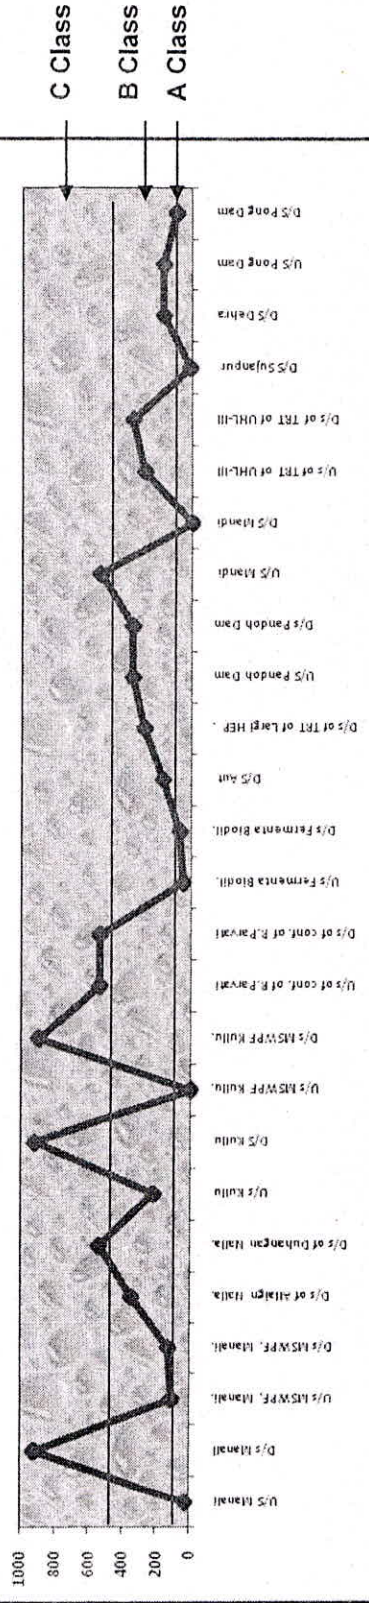 C Class
B Class
A Class
1000
800
600
400
200
0
U/S Manali
D/s Manali
U/s MSWPF, Manali.
D/s MSWPF, Manali.
D/s of Allaign Nalla.
D/s of Duhangan Nalla.
U/s Kullu
D/S Kullu
U/s MSWPF Kullu.
D/s MSWPF Kullu.
U/s of conf. of R.Parvati
D/s of conf. of R.Parvati
U/s Fermenta Biodil.
D/s Fermenta Biodil.
D/S Aut
D/s of TRT of Largi HEP .
U/S Pandoh Dam
D/s Pandoh Dam
U/S Mandi
D/S Mandi
U/s of TRT of UHL-III
D/s of TRT of UHL-III
D/S Sujanpur
D/S Dehra
U/S Pong Dam
D/S Pong Dam